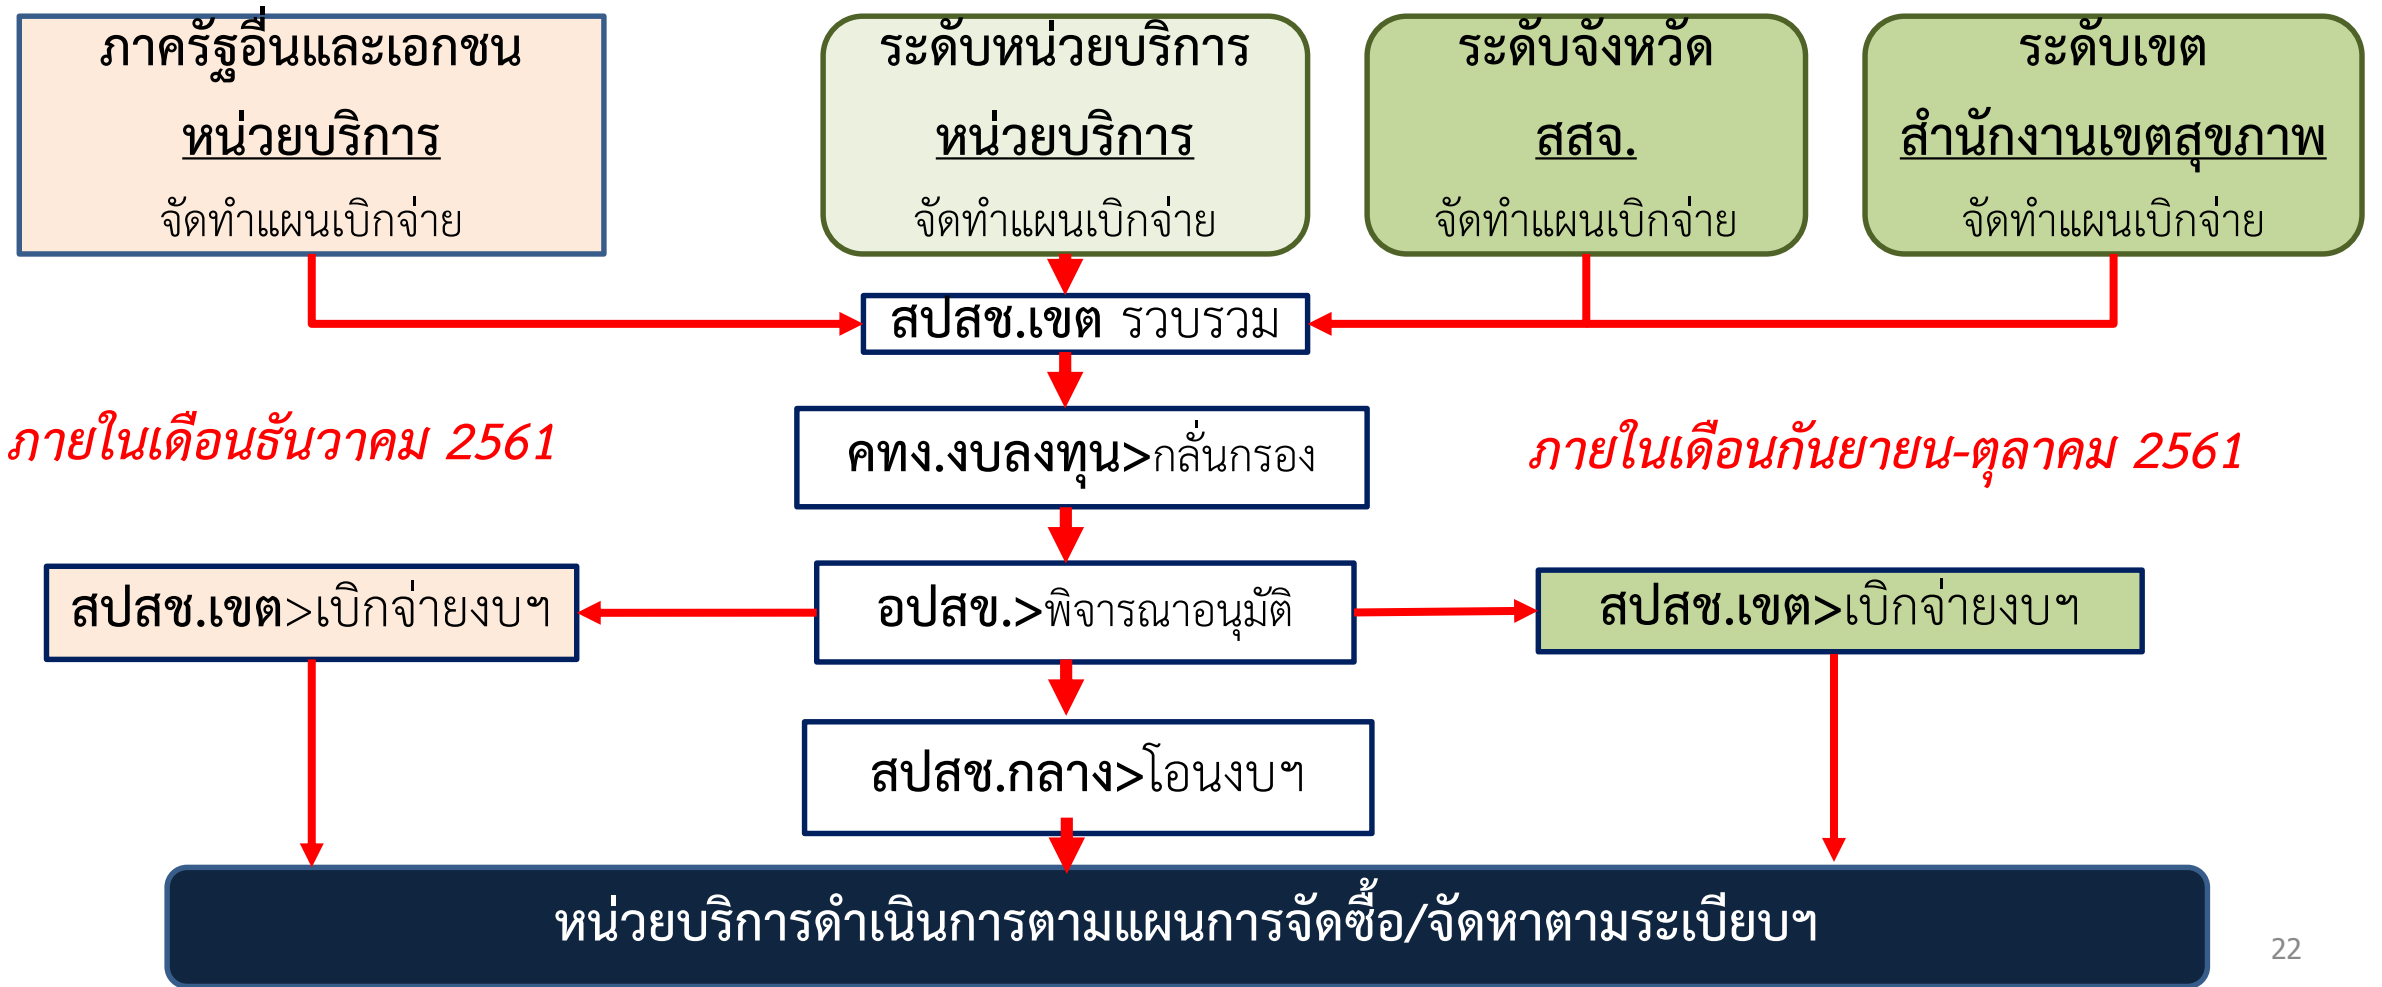 ภาครัฐอื่นและเอกชน
หน่วยบริการ
จัดทำแผนเบิกจ่าย
ระดับหน่วยบริการ
หน่วยบริการ
จัดทำแผนเบิกจ่าย
ระดับจังหวัด
สสจ.
จัดทำแผนเบิกจ่าย
ระดับเขต
สำนักงานเขตสุขภาพ
จัดทำแผนเบิกจ่าย
สปสช.เขต รวบรวม
ภายในเดือนธันวาคม 2561
คทง.งบลงทุน>กลั่นกรอง
ภายในเดือนกันยายน-ตุลาคม 2561
สปสช.เขต>เบิกจ่ายงบฯ
อปสข.>พิจารณาอนุมัติ
สปสช.เขต>เบิกจ่ายงบฯ
สปสช.กลาง>โอนงบฯ
หน่วยบริการดำเนินการตามแผนการจัดซื้อ/จัดหาตามระเบียบฯ
22